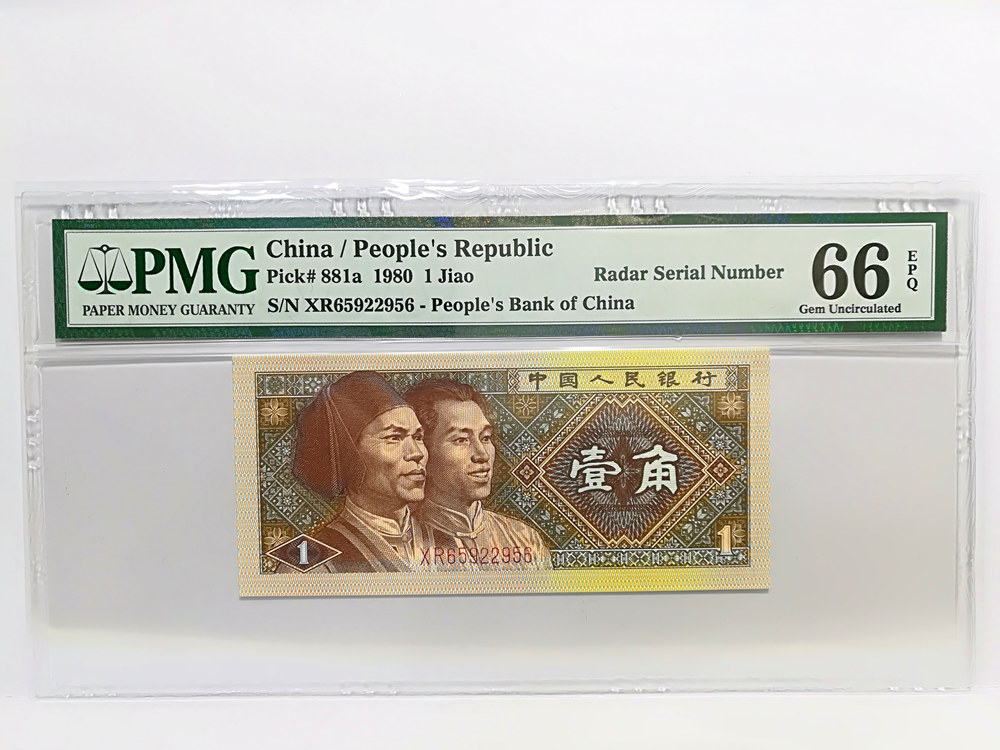 PMG
PAPER MONEY GUARANTY
China / People's Republic
Pick# 881a 1980 1 Jiao
S/N XR65922956 - People's Bank of China
Radar Serial Number
66
EPQ
Gem Uncirculated
中国人民银行
壹角
1
XR65922956
1